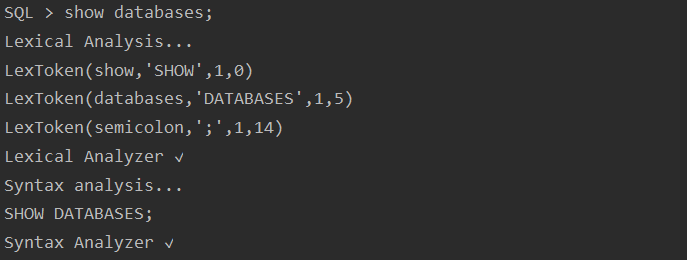 SQL > show databases;
Lexical Analysis...
LexToken(show,'SHOW',1,0)
LexToken(databases,'DATABASES',1,5)
LexToken(semicolon,';',1,14)
Lexical Analyzer ✓
Syntax analysis...
SHOW DATABASES;
Syntax Analyzer ✓